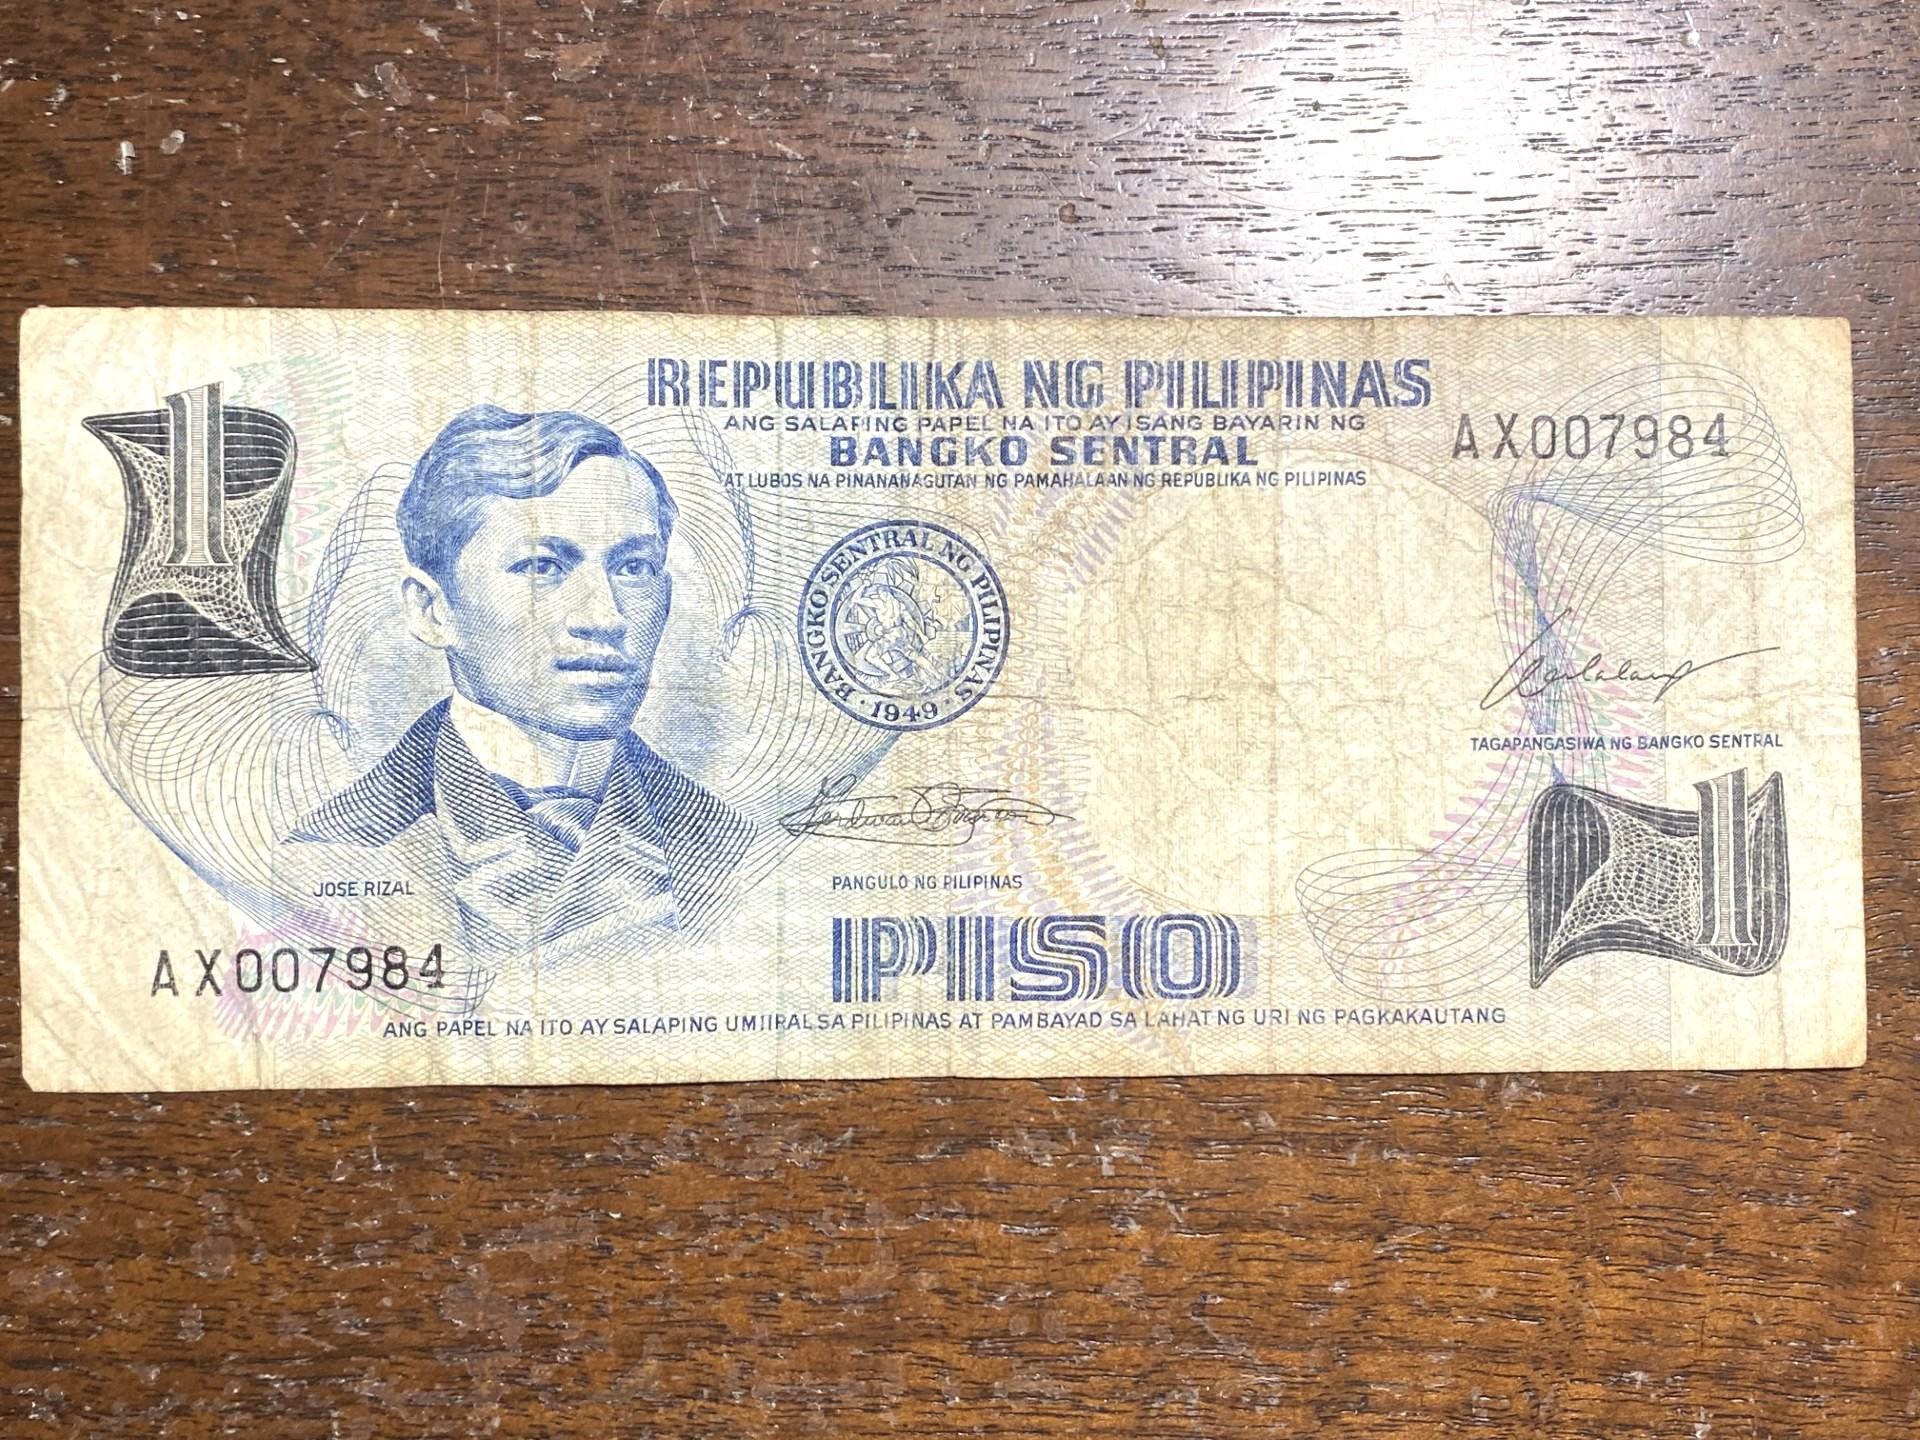 REPUBLIKA NG PILIPINAS
ANG SALAPING PAPEL NA ITO AY ISANG BAYARIN NG
BANGKO SENTRAL
AT LUBOS NA PINANANAGUTAN NG PAMAHALAAN NG REPUBLIKA NG PILIPINAS
1
AX007984
BANGKO SENTRAL NG PILIPINAS
1949
TAGAPANGASIWA NG BANGKO SENTRAL
JOSE RIZAL
PANGULO NG PILIPINAS
AX007984
PISO
1
ANG PAPEL NA ITO AY SALAPING UMIIRAL SA PILIPINAS AT PAMBAYAD SA LAHAT NG URI NG PAGKAKAUTANG